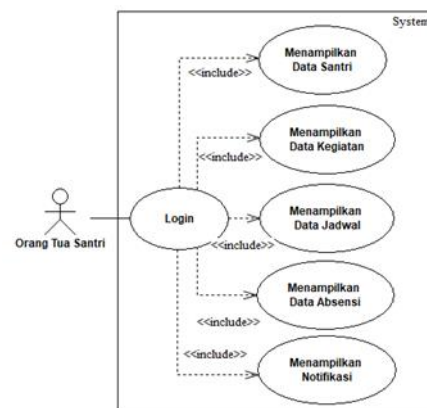 System
Menampilkan
Data Santri
<<include>>
Menampilkan
Data Kegiatan
<<include>>
Orang Tua Santri
Login
Menampilkan
Data Jadwal
<<include>>
Menampilkan
Data Absensi
<<include>>
<<include>>
Menampilkan
Notifikasi